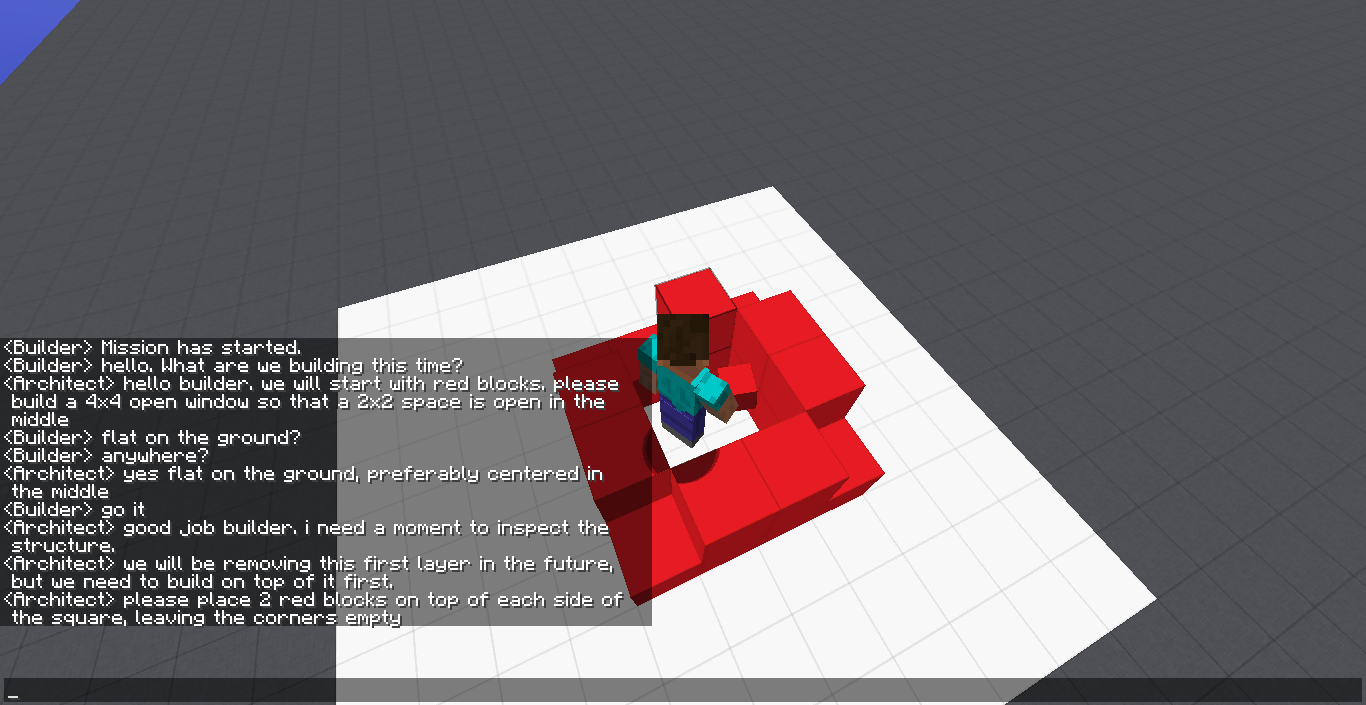 <Builder> Mission has started.
<Builder> hello. What are we building this time?
<Architect> hello builder. we will start with red blocks. please
build a 4x4 open window so that a 2x2 space is open in the
middle
<Builder> flat on the ground?
<Builder> anywhere?
<Architect> yes flat on the ground, preferably centered in
the middle
<Builder> go it
<Architect> good job builder. i need a moment to inspect the
structure.
<Architect> we will be removing this first layer in the future,
but we need to build on top of it first.
<Architect> please place 2 red blocks on top of each side of
the square, leaving the corners empty
_